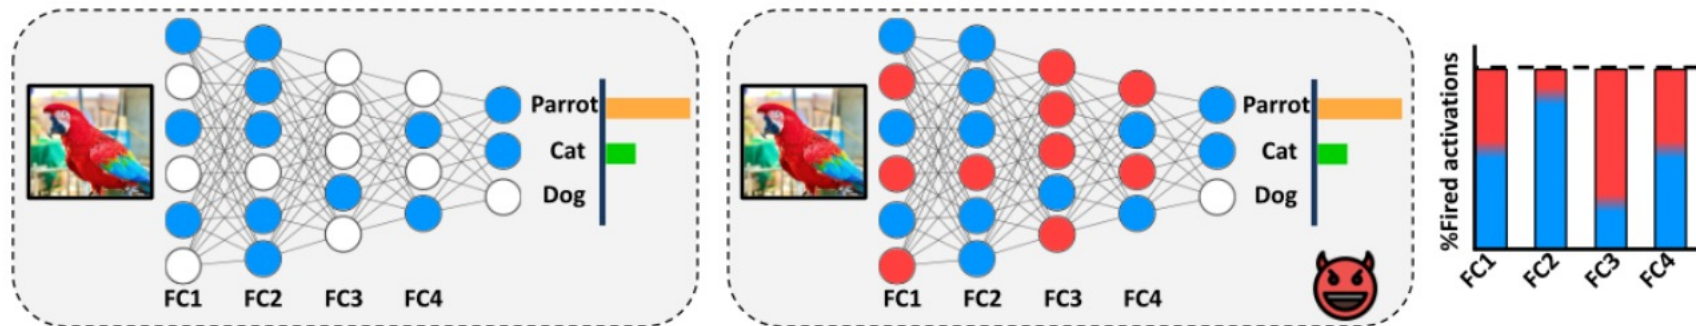 Parrot
Cat
Dog
FC1 FC2 FC3 FC4
Parrot
Cat
Dog
FC1 FC2 FC3 FC4
%Fired activations
FC1 FC2 FC3 FC4